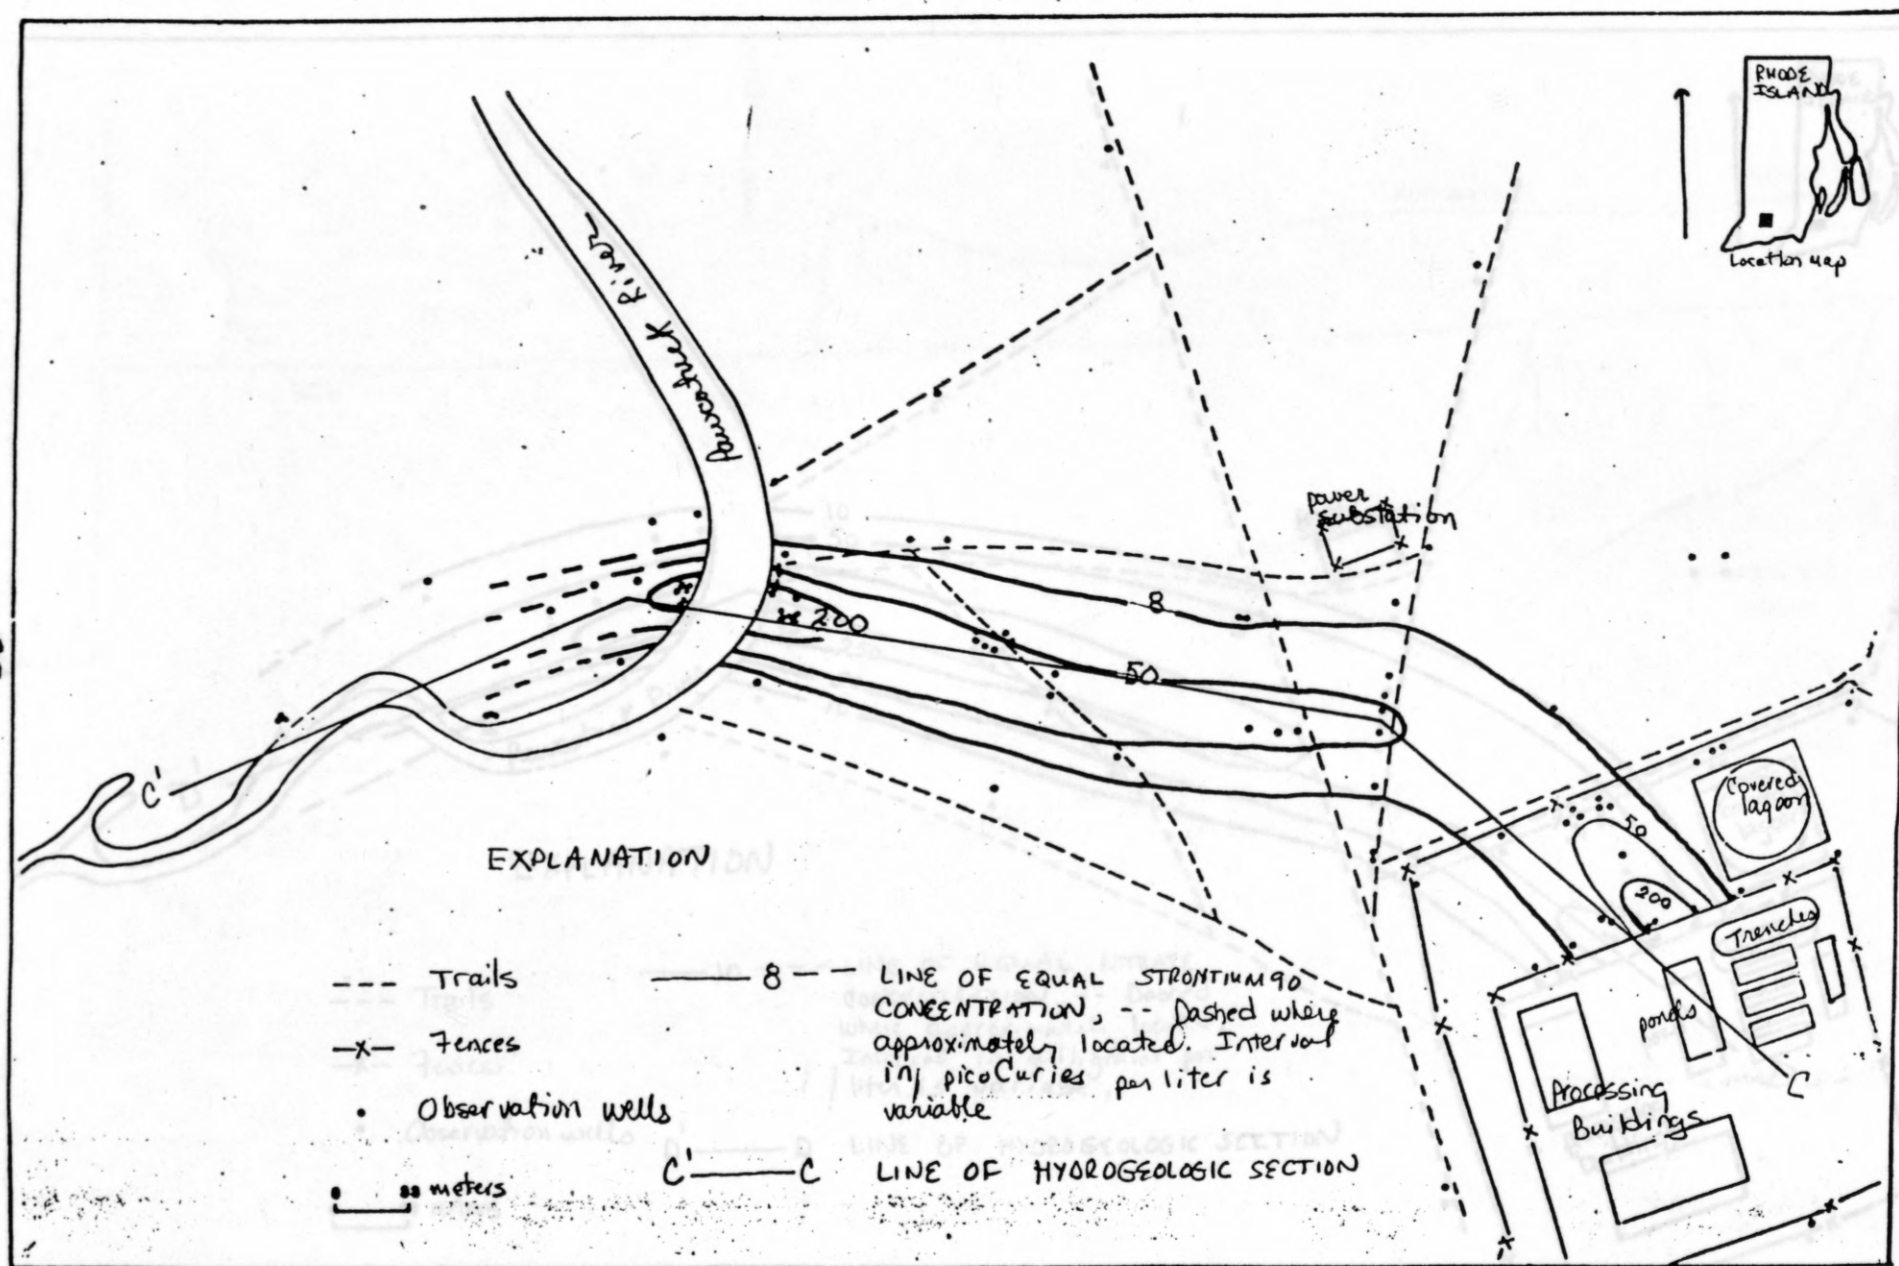 RHODE
ISLAND
Location Map
Pawxcatuck River
power
substation
8
200
50
C'
Covered
lagoon
50
200
Trenches
ponds
C
Processing
Buildings
EXPLANATION
--- Trails
—x— Fences
Observation wells
meters
8 -- LINE OF EQUAL STRONTIUM 90
CONCENTRATION, -- Dashed where
approximately located. Interval
in picoCuries per liter is
variable
C' — C LINE OF HYDROGEOLOGIC SECTION